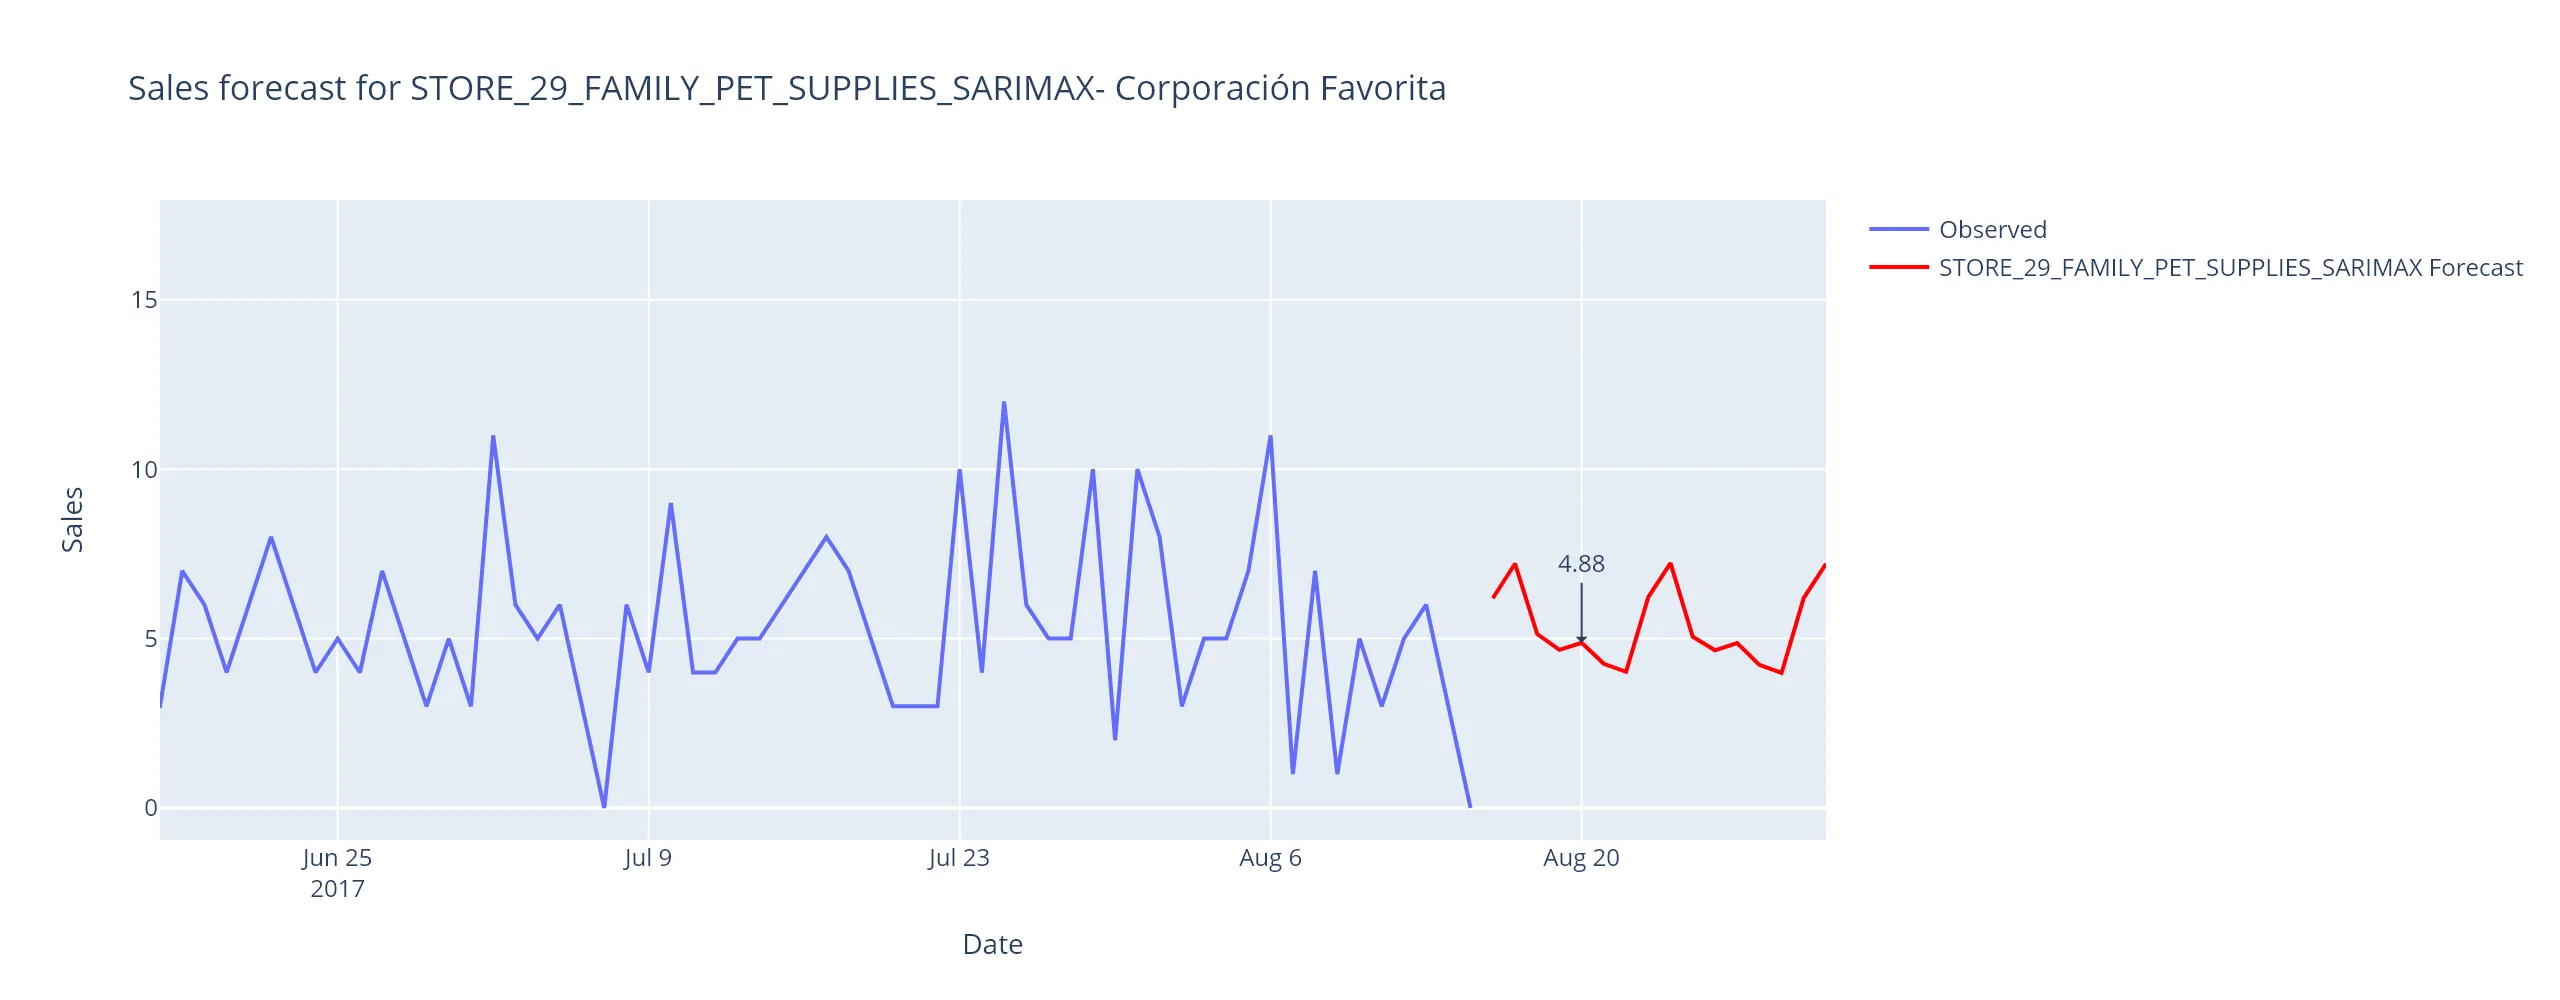 Sales forecast for STORE_29_FAMILY_PET_SUPPLIES_SARIMAX- Corporación Favorita
Observed
STORE_29_FAMILY_PET_SUPPLIES_SARIMAX Forecast
15
10
5
0
Sales
4.88
Jun 25
2017
Jul 9
Jul 23
Aug 6
Aug 20
Date